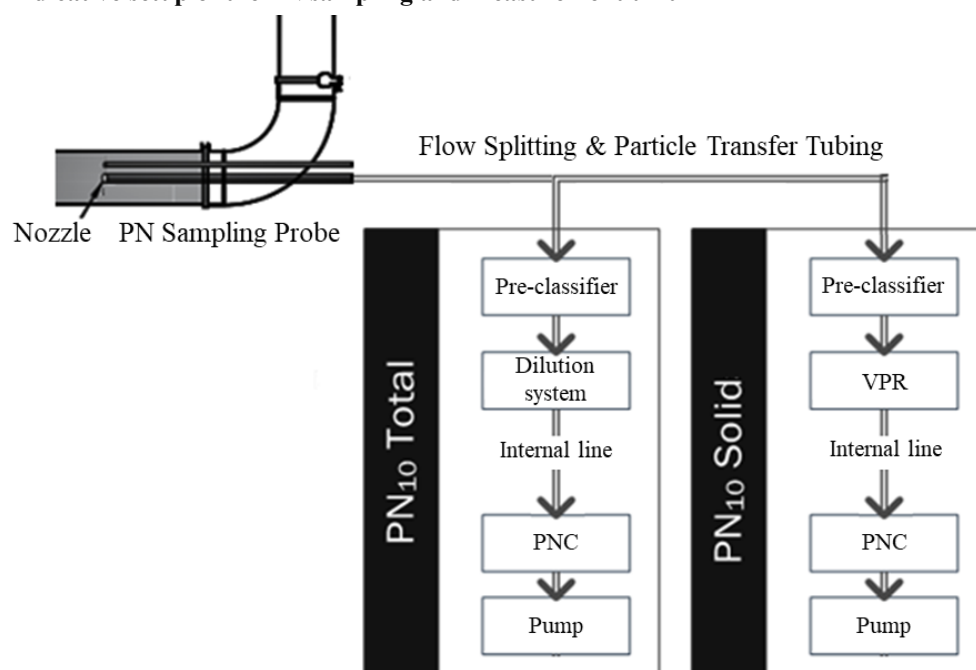 Flow Splitting & Particle Transfer Tubing
Nozzle PN Sampling Probe
PN10 Total
Pre-classifier
Dilution
system
Internal line
PNC
Pump
PN10 Solid
Pre-classifier
VPR
Internal line
PNC
Pump